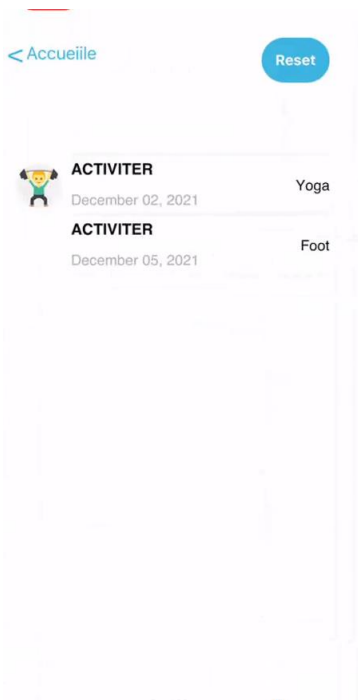 < Accueiile
Reset
ACTIVITER
Yoga
December 02, 2021
ACTIVITER
Foot
December 05, 2021